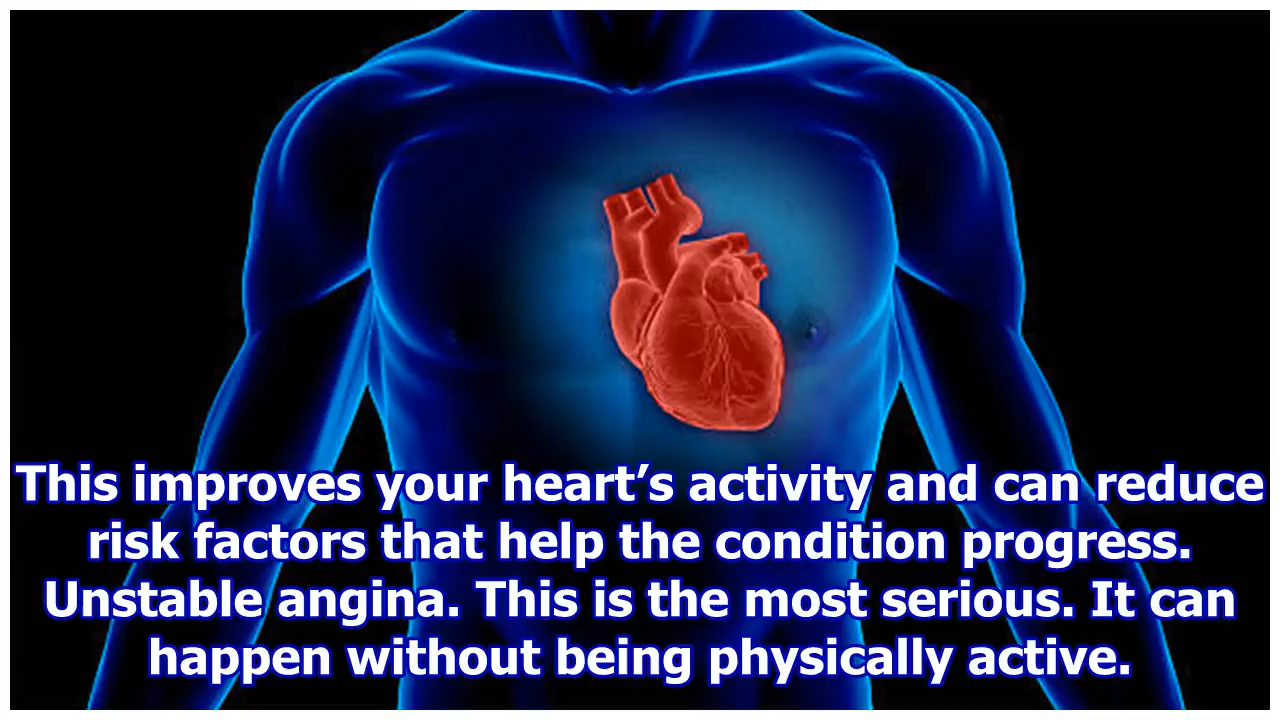 This improves your heart’s activity and can reduce
risk factors that help the condition progress.
Unstable angina. This is the most serious. It can
happen without being physically active.